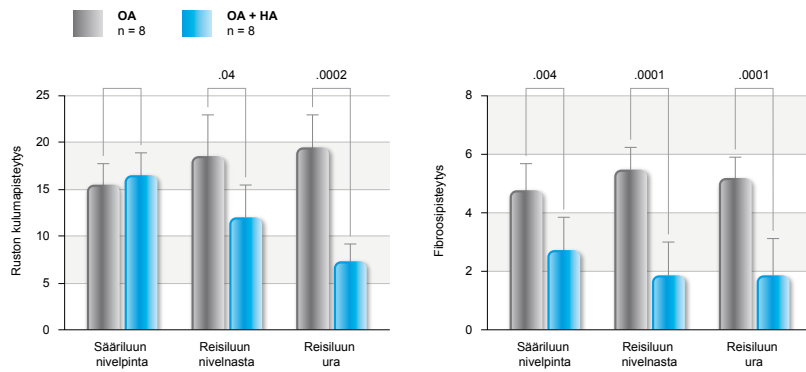 OA
n = 8
OA + HA
n = 8
.04
.0002
25
20
15
10
5
0
Ruston kulumapisteytys
Sääriluun
nivelpinta
Reisiluun
nivelnasta
Reisiluun
ura
.004
.0001
.0001
8
6
4
2
0
Fibroosipisteytys
Sääriluun
nivelpinta
Reisiluun
nivelnasta
Reisiluun
ura